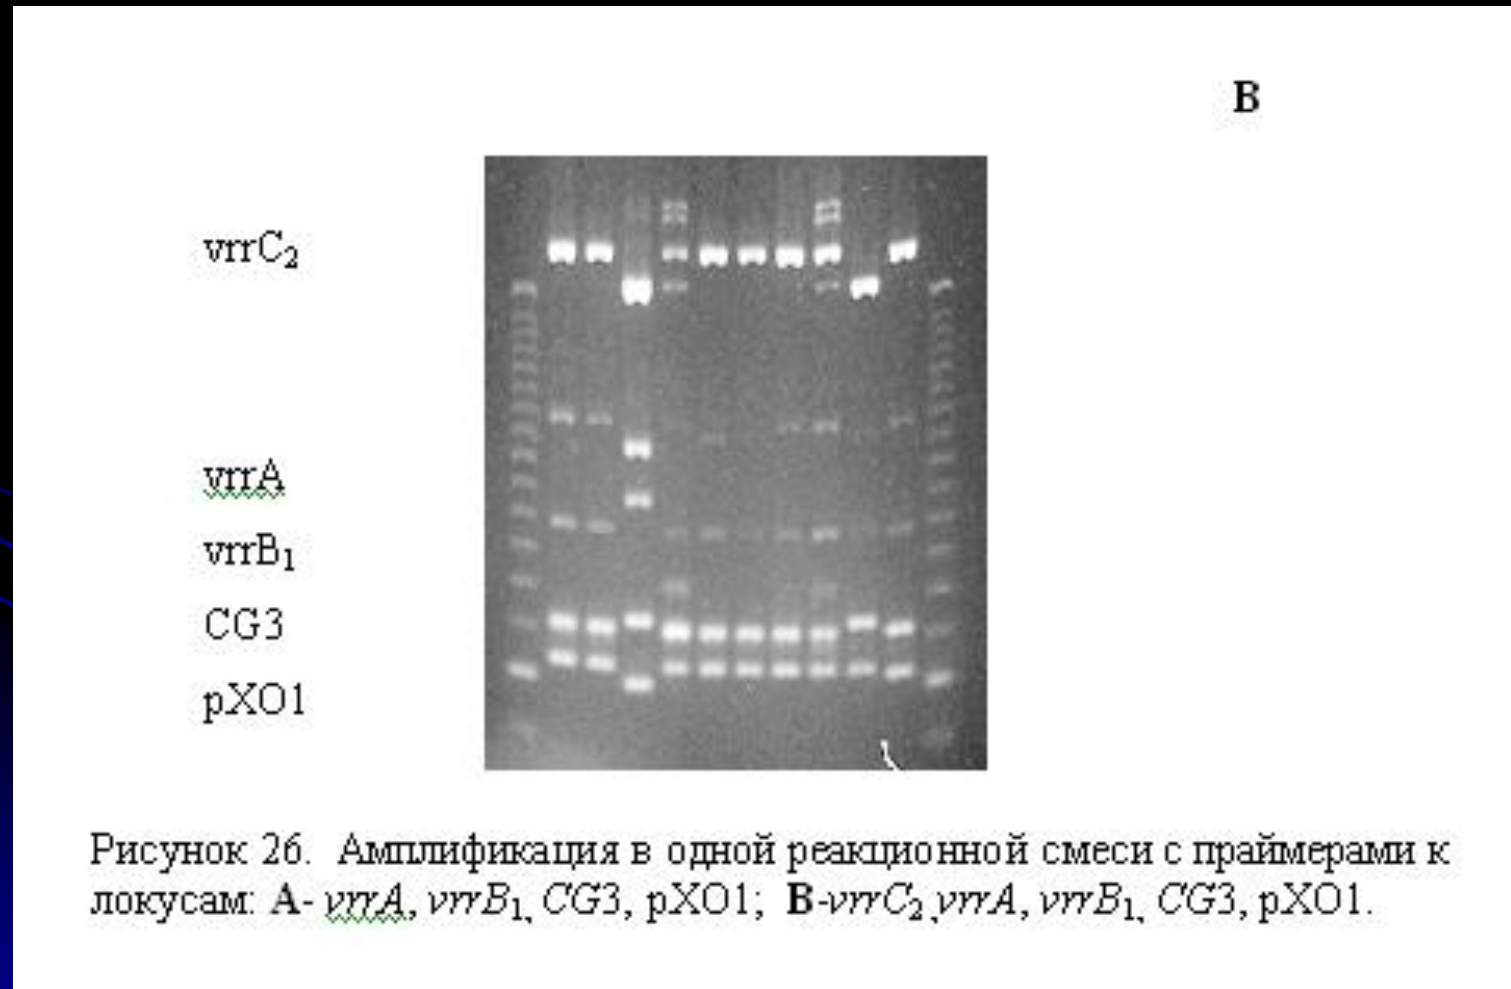 B
vrrC₂
vrrA
vrrB₁
CG3
pXO1
Рисунок 26. Амплификация в одной реакционной смеси с праймерами к
локусам: А- vrrA, vrrB₁, CG3, pXO1; В-vrrC₂,vrrA, vrrB₁, CG3, pXO1.